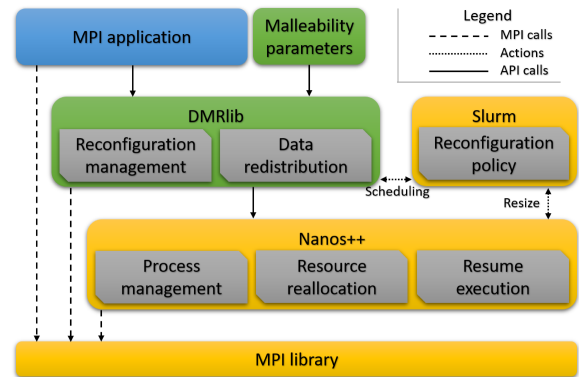 MPI application
Malleability
parameters
Legend
MPI calls
Actions
API calls
DMRlib
Reconfiguration
management
Data
redistribution
Slurm
Reconfiguration
policy
Scheduling
Resize
Nanos++
Process
management
Resource
reallocation
Resume
execution
MPI library